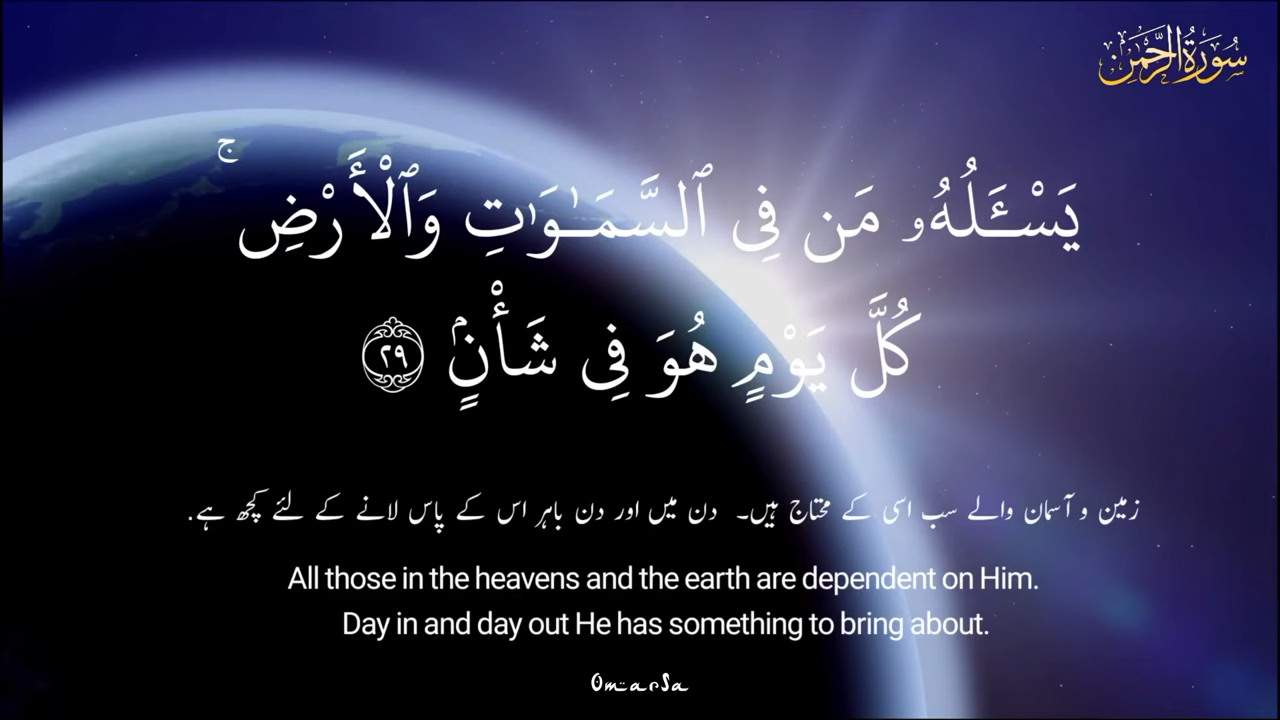 سُورَةُ الرَّحْمَٰن
يَسْـَٔلُهُۥ مَن فِى ٱلسَّمَـٰوَٰتِ وَٱلْأَرْضِ ۚ
كُلَّ يَوْمٍ هُوَ فِى شَأْنٍۢ ٢٩
زمین و آسمان والے سب اسی کے محتاج ہیں۔ دن میں اور دن باہر اس کے پاس لانے کے لئے کچھ ہے.
All those in the heavens and the earth are dependent on Him.
Day in and day out He has something to bring about.
OmarSa